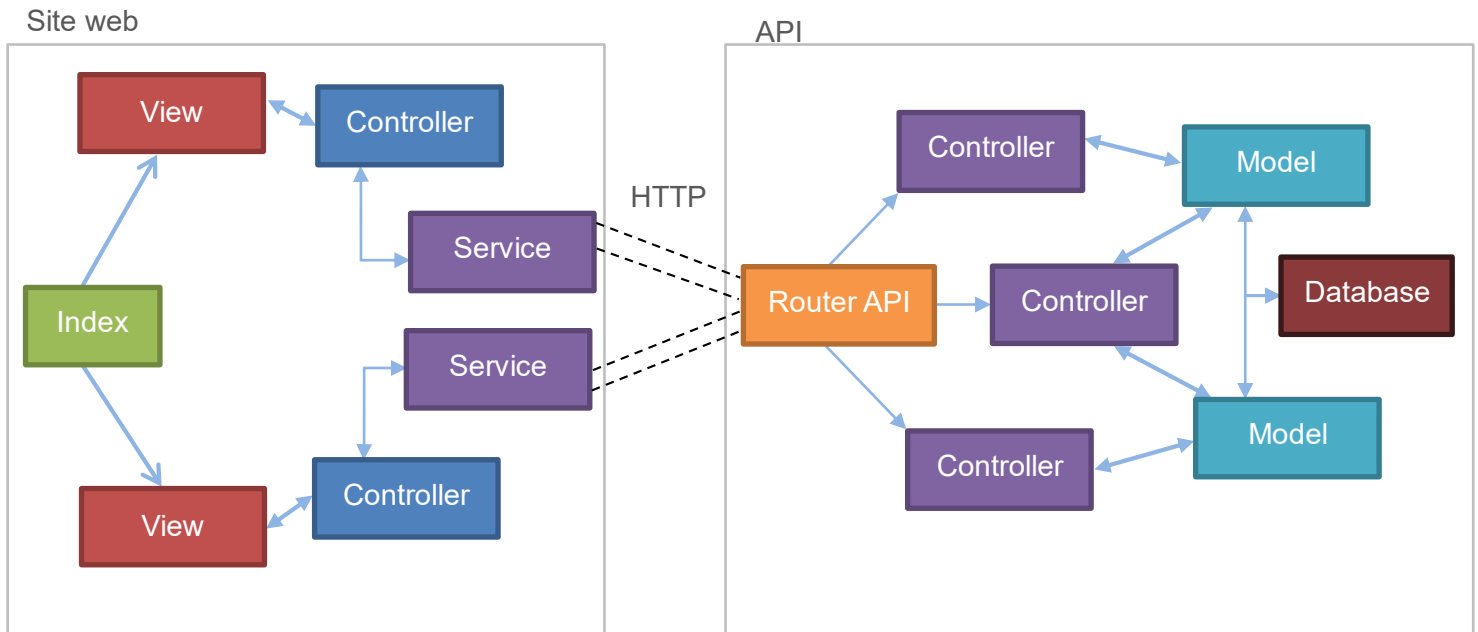 Site web
API
View
Controller
Service
Index
Service
Controller
View
HTTP
Router API
Controller
Model
Controller
Database
Model
Controller